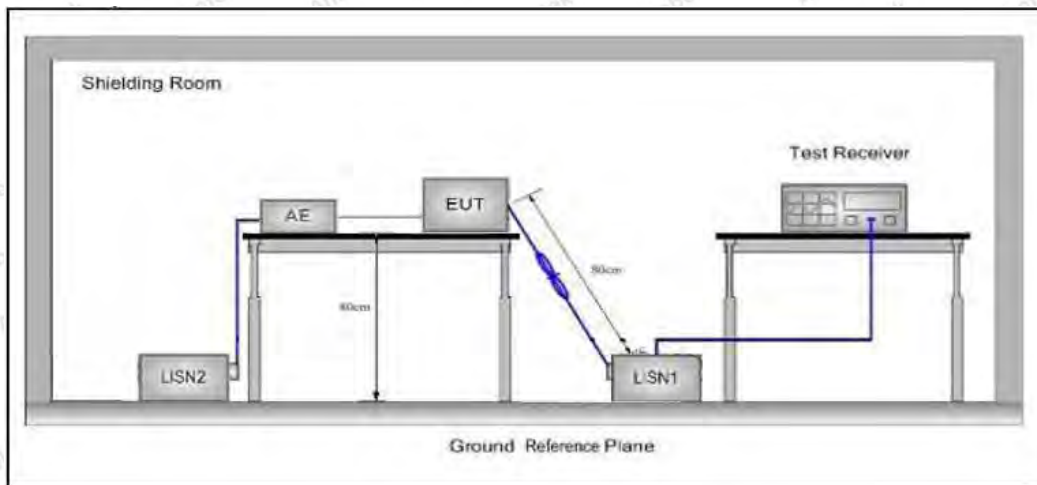 Shielding Room
Test Receiver
AE
EUT
80cm
80cm
LISN2
LISN1
Ground Reference Plane